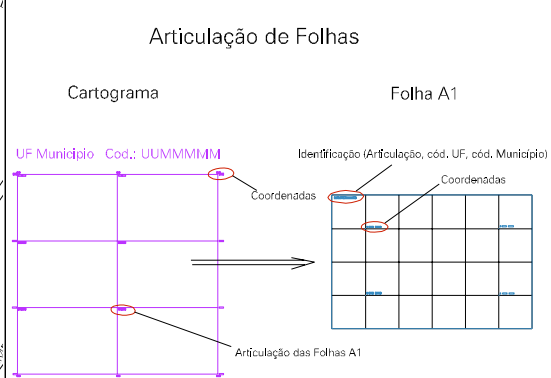 Articulação de Folhas
Cartograma
Folha A1
UF Municipio Cod.: UUMMMMM
Identificação (Articulação, cód. UF, cód. Município)
Coordenadas
Coordenadas
Articulação das Folhas A1